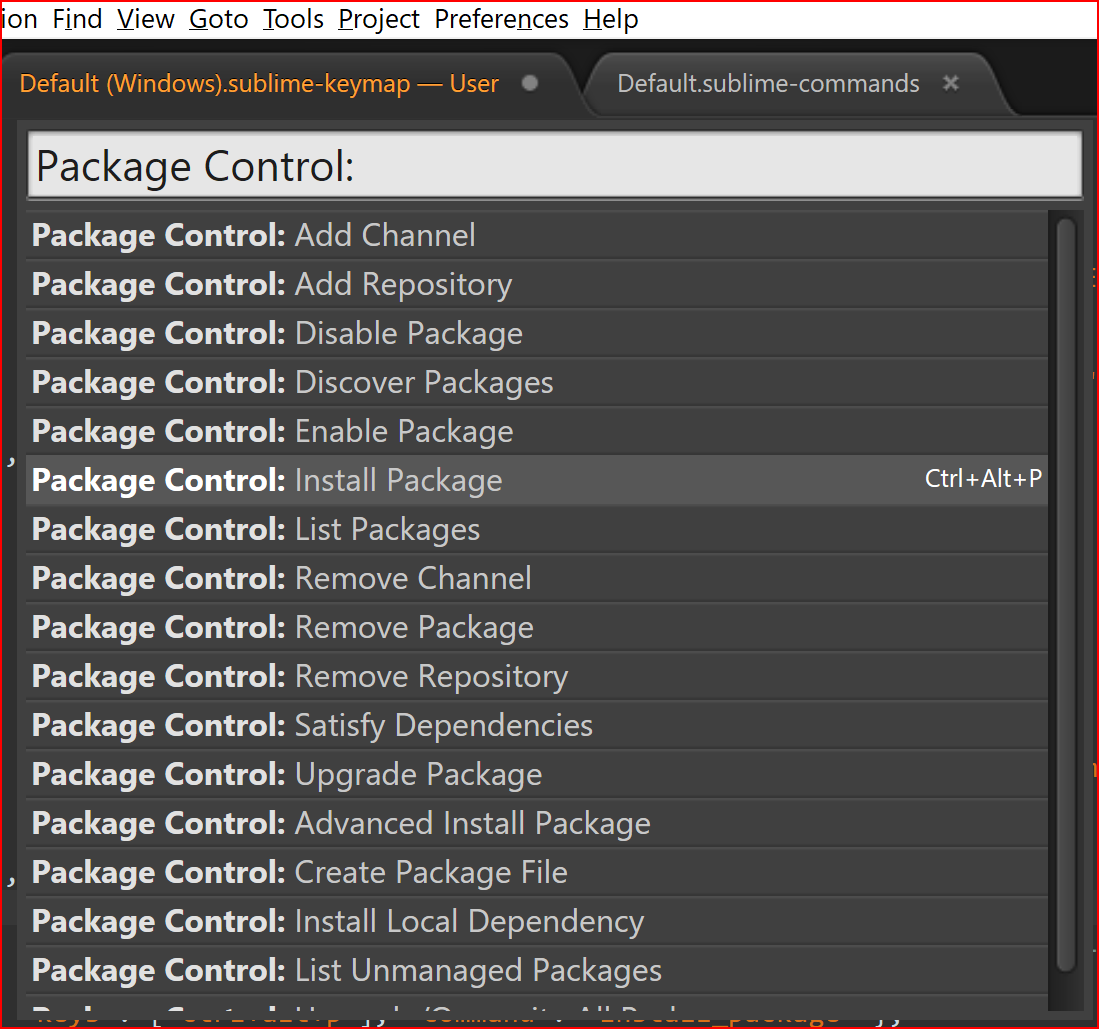 ion Find View Goto Tools Project Preferences Help
Default (Windows).sublime-keymap — User Default.sublime-commands
Package Control:
Package Control: Add Channel
Package Control: Add Repository
Package Control: Disable Package
Package Control: Discover Packages
Package Control: Enable Package
Package Control: Install Package Ctrl+Alt+P
Package Control: List Packages
Package Control: Remove Channel
Package Control: Remove Package
Package Control: Remove Repository
Package Control: Satisfy Dependencies
Package Control: Upgrade Package
Package Control: Advanced Install Package
Package Control: Create Package File
Package Control: Install Local Dependency
Package Control: List Unmanaged Packages